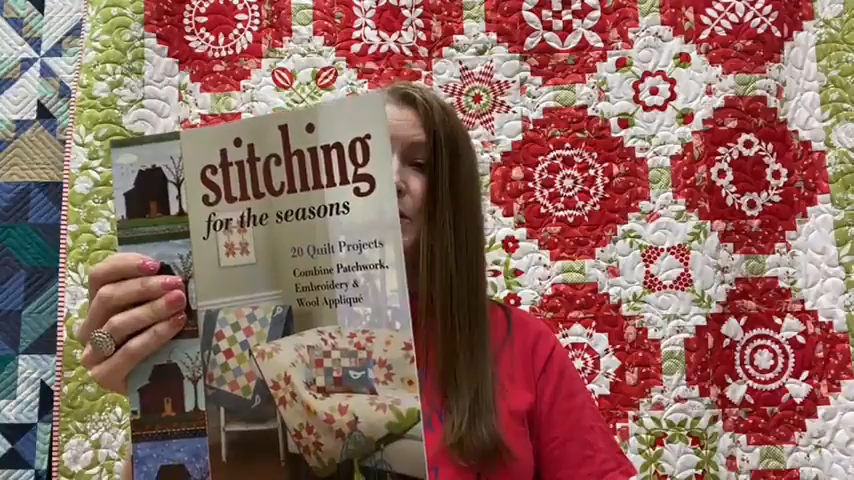 stitching
for the seasons
20 Quilt Projects
Combine Patchwork,
Embroidery &
Wool Appliqué